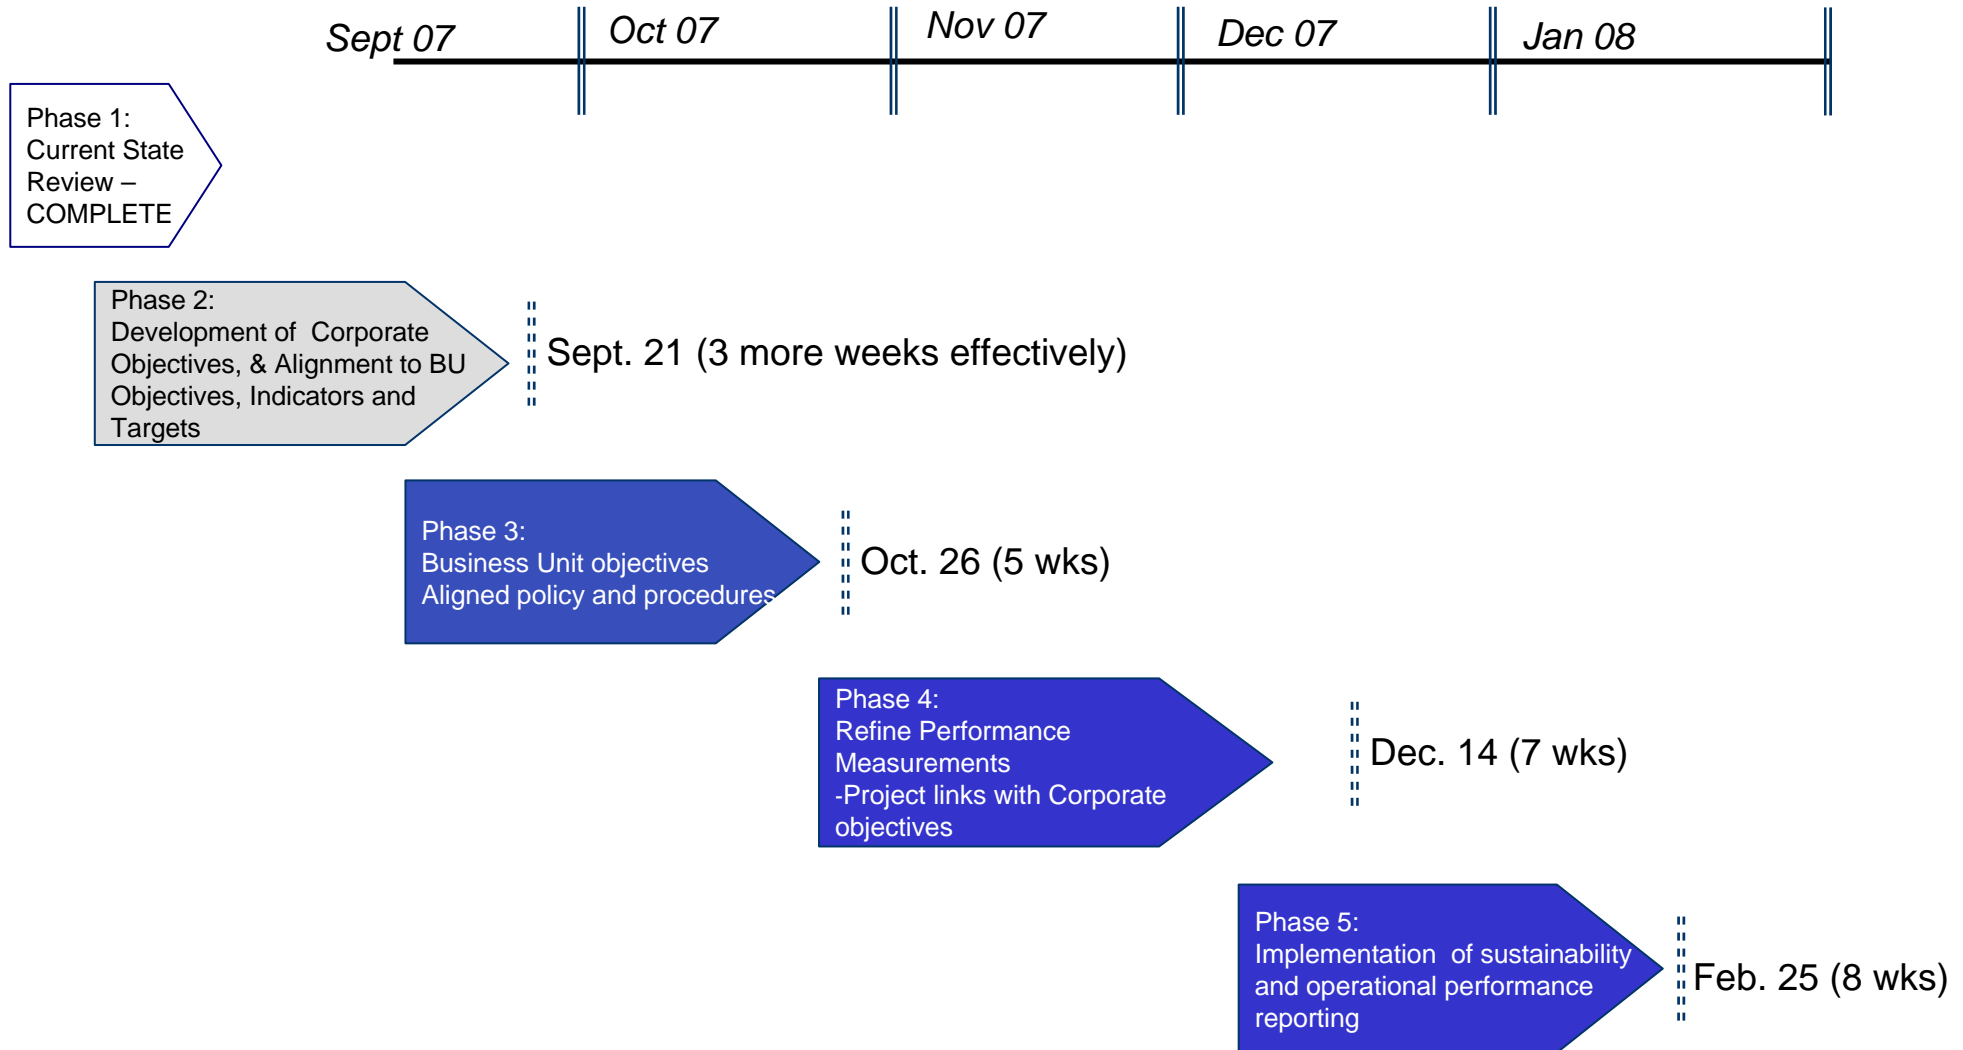 Sept 07
Oct 07
Nov 07
Dec 07
Jan 08
Phase 1:
Current State
Review –
COMPLETE
Phase 2:
Development of  Corporate
Objectives, & Alignment to BU
Objectives, Indicators and
Targets
Sept. 21 (3 more weeks effectively)
Phase 3:
Business Unit objectives
Aligned policy and procedures
Oct. 26 (5 wks)
Phase 4:
Refine Performance
Measurements
-Project links with Corporate
objectives
Dec. 14 (7 wks)
Phase 5:
Implementation  of sustainability
and operational performance
reporting
Feb. 25 (8 wks)